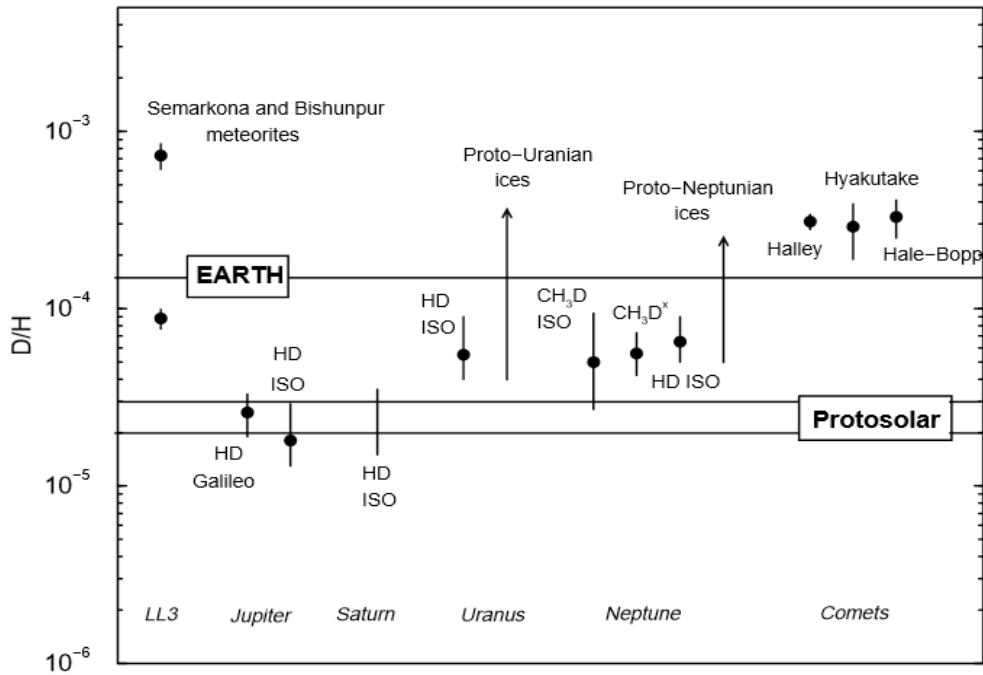 D/H
10⁻³
10⁻⁴
10⁻⁵
10⁻⁶
Semarkona and Bishunpur
meteorites
Proto−Uranian
ices
Proto−Neptunian
ices
Hyakutake
Halley
Hale−Bopp
EARTH
HD
ISO
HD
ISO
CH₃D
ISO
CH₃Dˣ
HD ISO
Protosolar
HD
Galileo
HD
ISO
LL3
Jupiter
Saturn
Uranus
Neptune
Comets